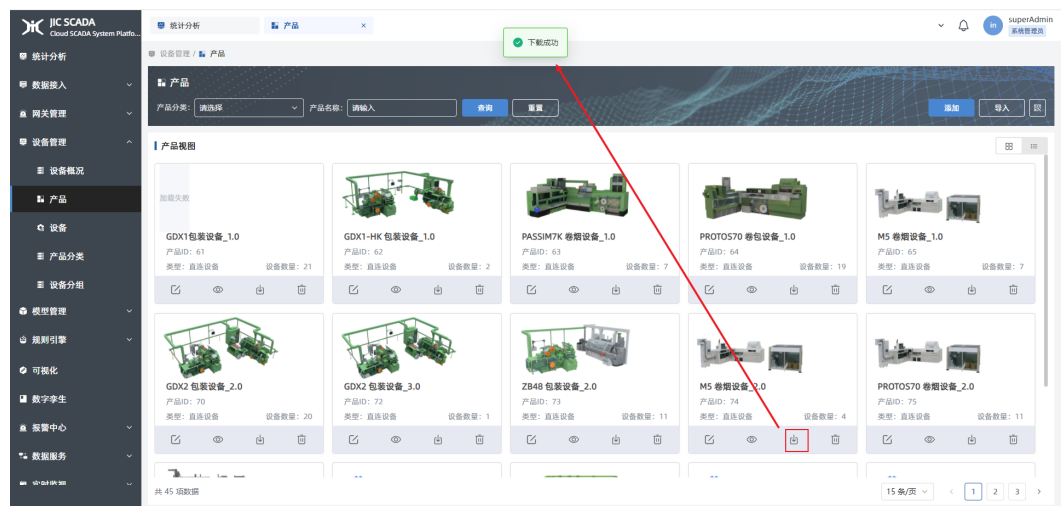 JIC SCADA
Cloud SCADA System Platfo...
统计分析
产品
×
下载成功
in
superAdmin
系统管理员
统计分析
数据接入
网关管理
设备管理
设备概况
产品
设备
产品分类
设备分组
模型管理
规则引擎
可视化
数字孪生
报警中心
数据服务
设备管理 / 产品
产品
产品分类: 请选择
产品名称: 请输入
查询
重置
添加
导入
产品视图
加载失败
GDX1包装设备_1.0
产品ID: 61
类型: 直连设备 设备数量: 21
GDX1-HK 包装设备_1.0
产品ID: 62
类型: 直连设备 设备数量: 2
PASSIM7K 卷烟设备_1.0
产品ID: 63
类型: 直连设备 设备数量: 7
PROTOS70 卷包设备_1.0
产品ID: 64
类型: 直连设备 设备数量: 19
M5 卷烟设备_1.0
产品ID: 65
类型: 直连设备 设备数量: 7
GDX2 包装设备_2.0
产品ID: 70
类型: 直连设备 设备数量: 20
GDX2 包装设备_3.0
产品ID: 72
类型: 直连设备 设备数量: 1
ZB48 包装设备_2.0
产品ID: 73
类型: 直连设备 设备数量: 11
M5 卷烟设备_2.0
产品ID: 74
类型: 直连设备 设备数量: 4
PROTOS70 卷烟设备_2.0
产品ID: 75
类型: 直连设备 设备数量: 11
共 45 项数据
15 条/页
1 2 3